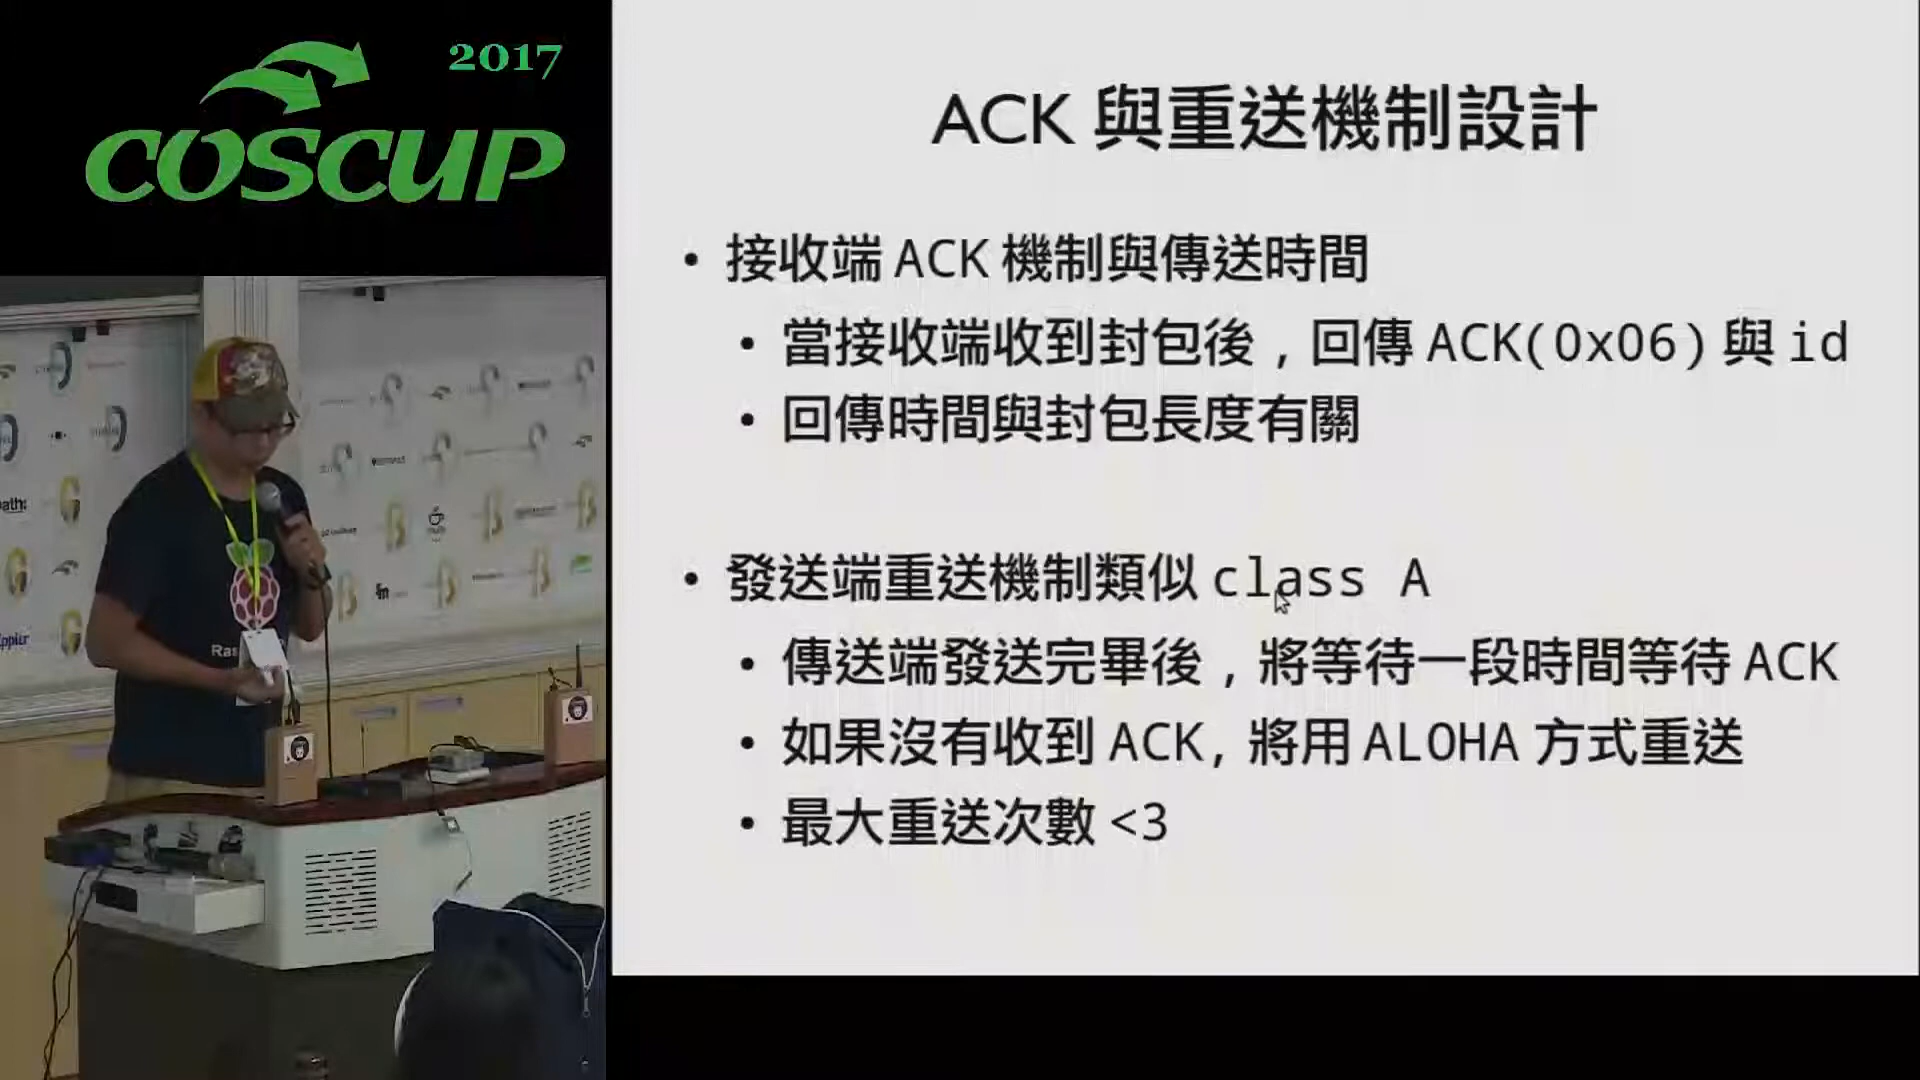 2017
COSCUP
ACK 與重送機制設計
• 接收端 ACK 機制與傳送時間
• 當接收端收到封包後,回傳 ACK(0x06) 與 id
• 回傳時間與封包長度有關
• 發送端重送機制類似 class A
• 傳送端發送完畢後,將等待一段時間等待 ACK
• 如果沒有收到 ACK, 將用 ALOHA 方式重送
• 最大重送次數 <3
Ras